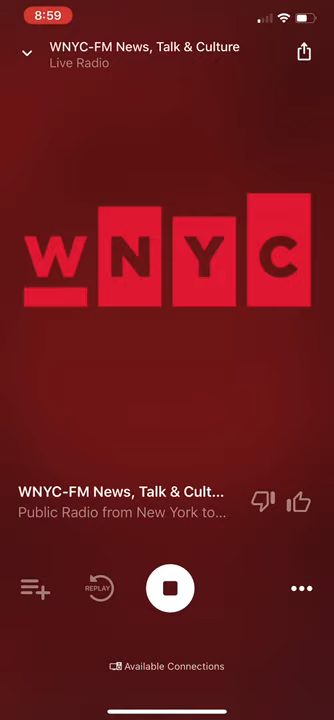 8:59
WNYC-FM News, Talk & Culture
Live Radio
WNYC
WNYC-FM News, Talk & Cult...
Public Radio from New York to...
REPLAY
Available Connections